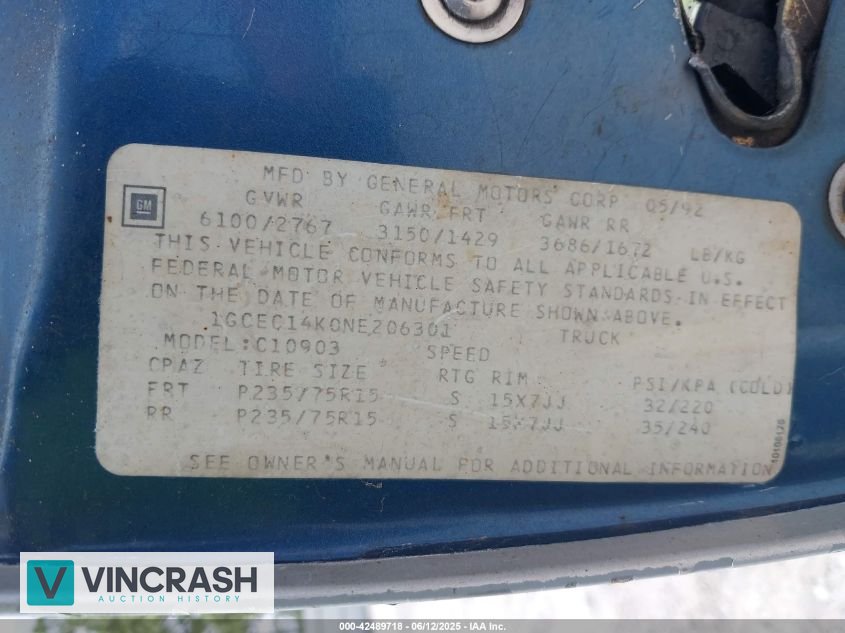 MFD BY GENERAL MOTORS CORP 05/92
GM
GVWR GAWR FRT GAWR RR
6100/2767 3150/1429 3686/1672 LB/KG
THIS VEHICLE CONFORMS TO ALL APPLICABLE U.S.
FEDERAL MOTOR VEHICLE SAFETY STANDARDS IN EFFECT
ON THE DATE OF MANUFACTURE SHOWN ABOVE.
1GCEC14K0NE206301 TRUCK
MODEL:C10903 SPEED
CPAZ TIRE SIZE RTG RIM PSI/KPA (COLD)
FRT P235/75R15 S 15X7JJ 32/220
RR P235/75R15 S 15X7JJ 35/240
SEE OWNER'S MANUAL FOR ADDITIONAL INFORMATION
V VINCRASH
AUCTION HISTORY
000-42489718 - 06/12/2025 - IAA Inc.